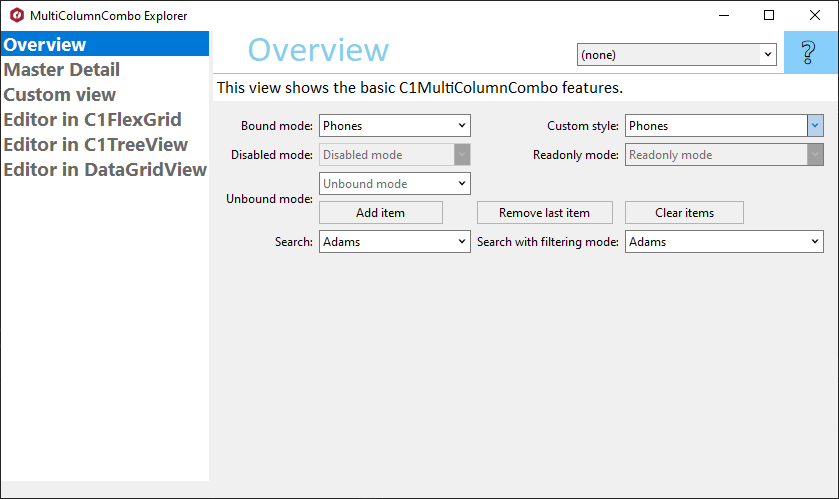 MultiColumnCombo Explorer
Overview
Master Detail
Custom view
Editor in C1FlexGrid
Editor in C1TreeView
Editor in DataGridView
Overview
(none)
?
This view shows the basic C1MultiColumnCombo features.
Bound mode: Phones Custom style: Phones
Disabled mode: Disabled mode Readonly mode: Readonly mode
Unbound mode: Unbound mode
Add item Remove last item Clear items
Search: Adams Search with filtering mode: Adams